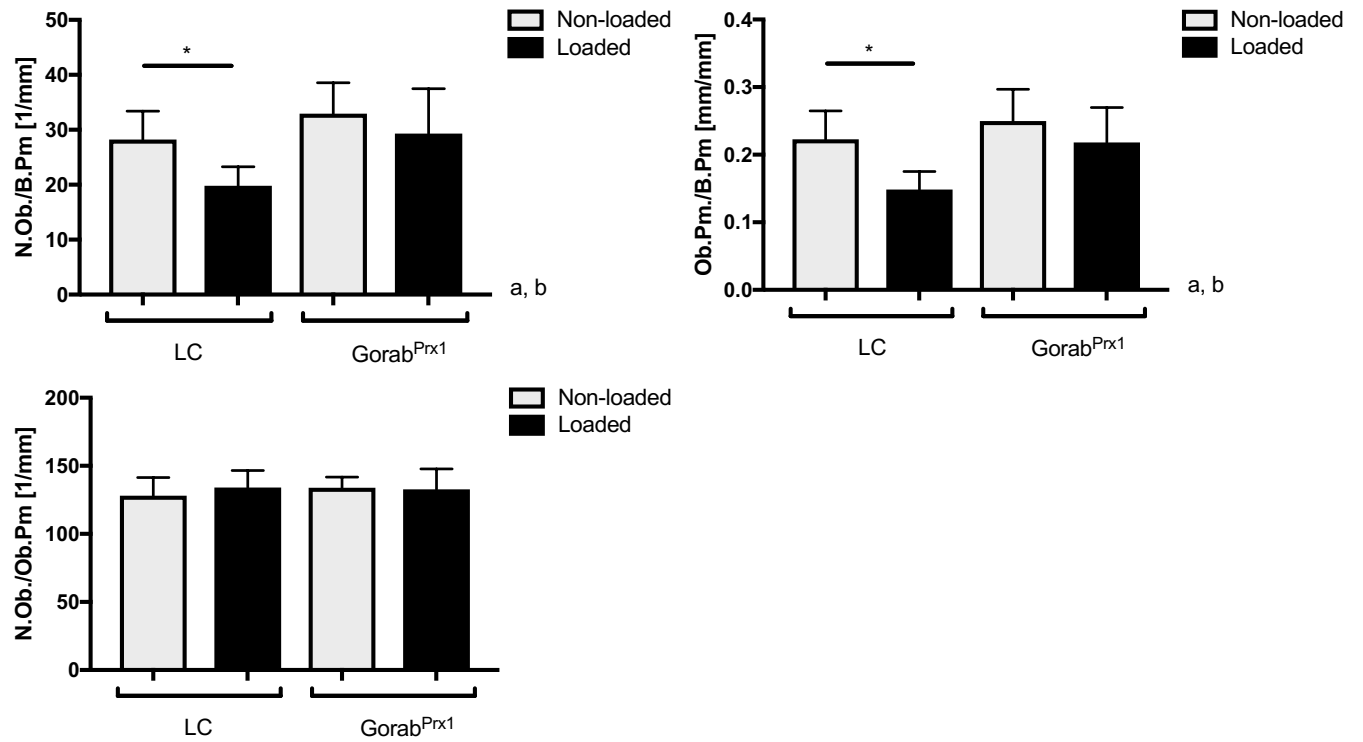 N.Ob./B.Pm [1/mm]
50
40
30
20
10
0
*
Non-loaded
Loaded
a, b
LC
GorabPrx1
Ob.Pm./B.Pm [mm/mm]
0.4
0.3
0.2
0.1
0.0
*
Non-loaded
Loaded
a, b
LC
GorabPrx1
N.Ob./Ob.Pm [1/mm]
200
150
100
50
0
Non-loaded
Loaded
LC
GorabPrx1